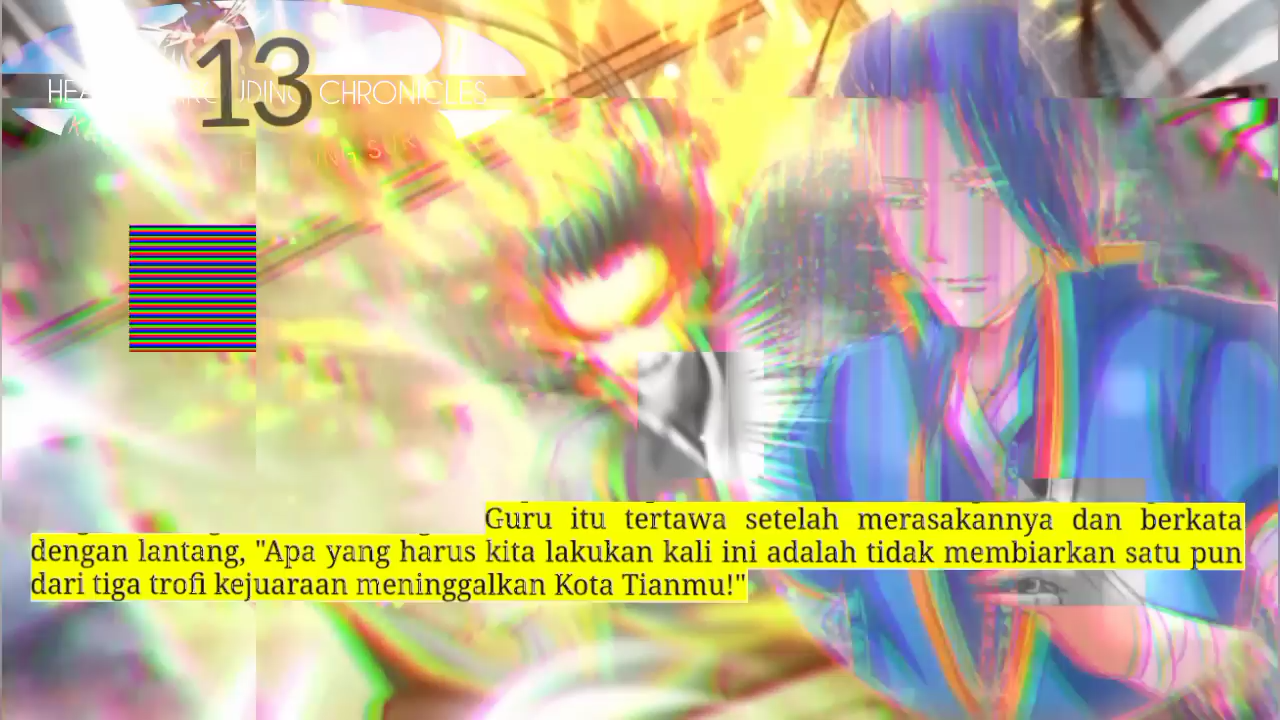 13
CHRONICLES
Guru itu tertawa setelah merasakannya dan berkata
dengan lantang, "Apa yang harus kita lakukan kali ini adalah tidak membiarkan satu pun
dari tiga trofi kejuaraan meninggalkan Kota Tianmu!"